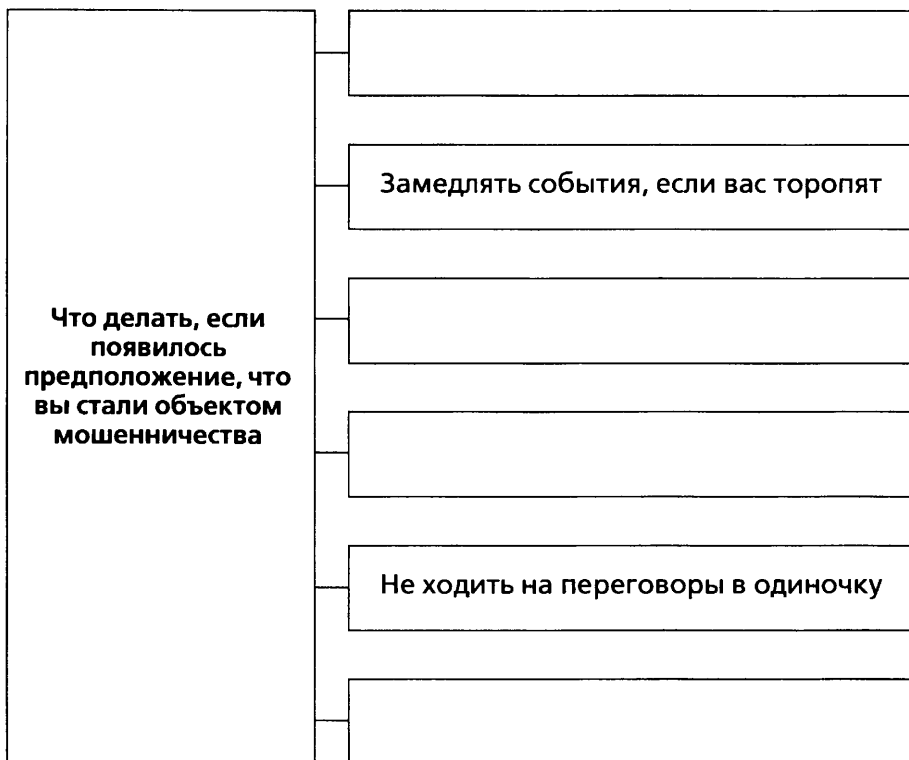 Замедлять события, если вас торопят
Что делать, если
появилось
предположение, что
вы стали объектом
мошенничества
Не ходить на переговоры в одиночку